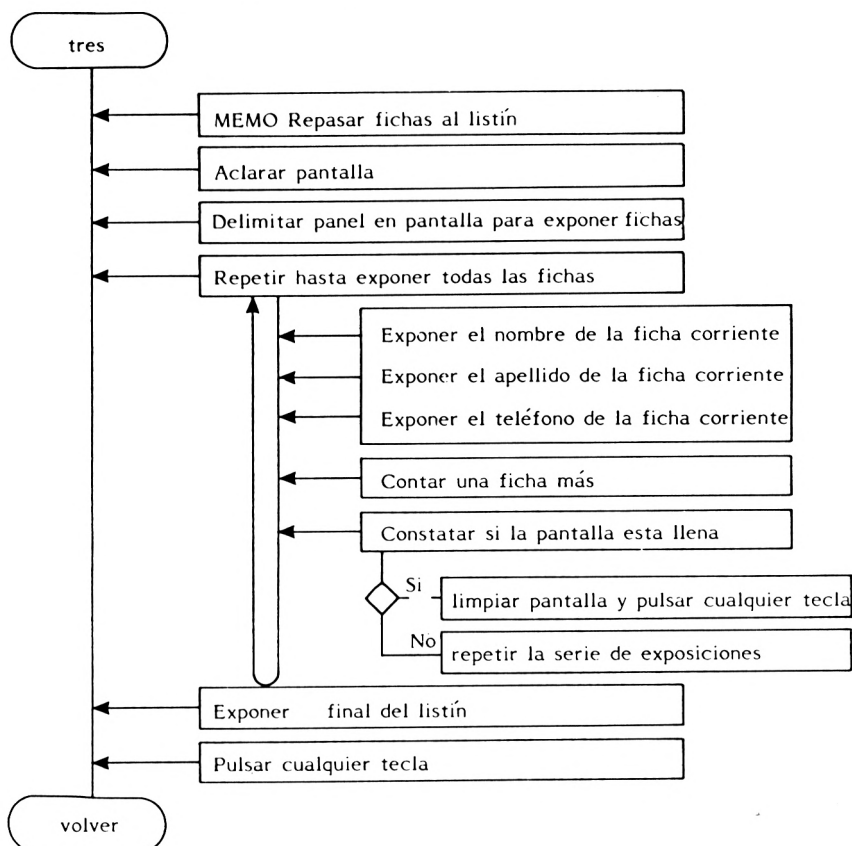 tres
MEMO Repasar fichas al listín
Aclarar pantalla
Delimitar panel en pantalla para exponer fichas
Repetir hasta exponer todas las fichas
Exponer el nombre de la ficha corriente
Exponer el apellido de la ficha corriente
Exponer el teléfono de la ficha corriente
Contar una ficha más
Constatar si la pantalla esta llena
Si
limpiar pantalla y pulsar cualquier tecla
No
repetir la serie de exposiciones
Exponer final del listín
Pulsar cualquier tecla
volver